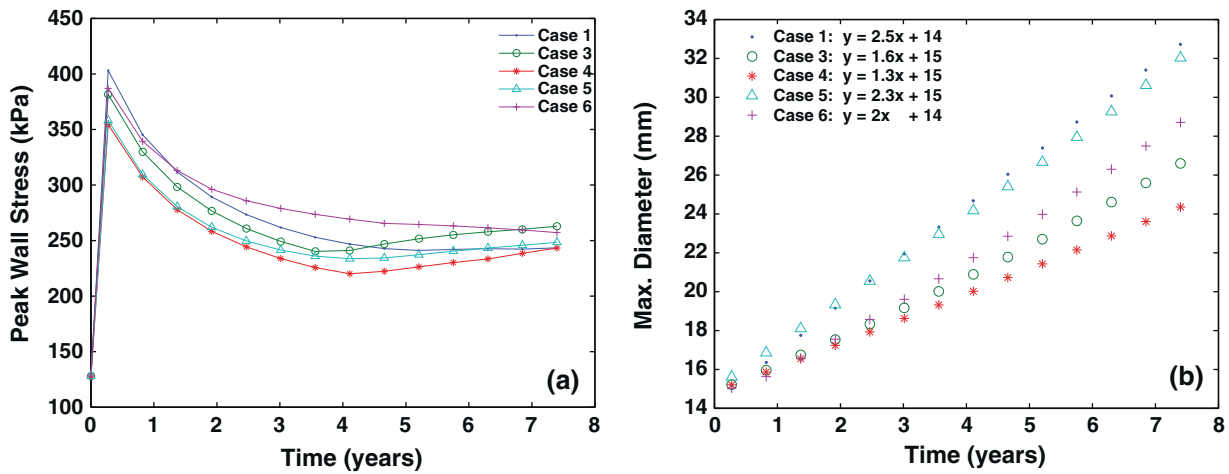 450
400
350
300
250
200
150
100
Peak Wall Stress (kPa)
Case 1
Case 3
Case 4
Case 5
Case 6
(a)
0 1 2 3 4 5 6 7 8
Time (years)
34
32
30
28
26
24
22
20
18
16
14
Max. Diameter (mm)
Case 1: y = 2.5x + 14
Case 3: y = 1.6x + 15
Case 4: y = 1.3x + 15
Case 5: y = 2.3x + 15
Case 6: y = 2x + 14
(b)
0 1 2 3 4 5 6 7 8
Time (years)